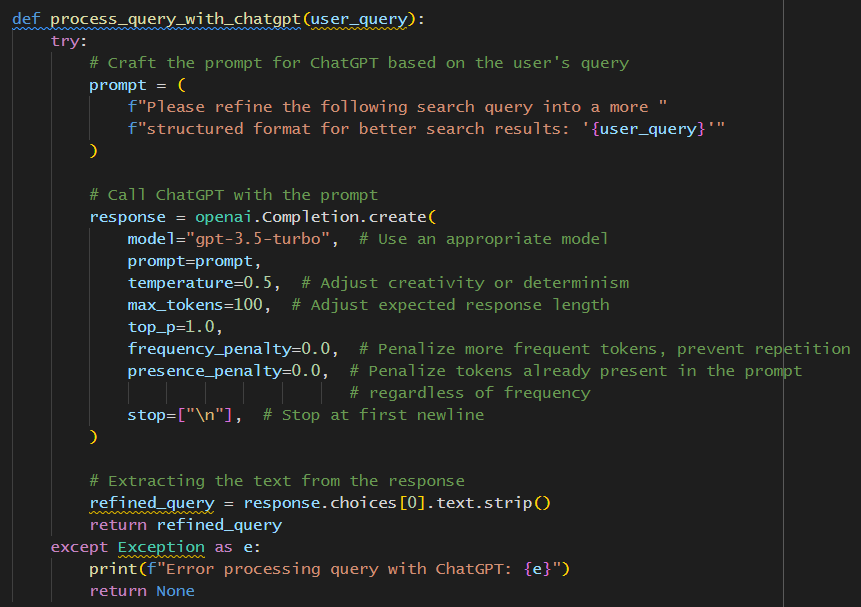 def process_query_with_chatgpt(user_query):
    try:
        # Craft the prompt for ChatGPT based on the user's query
        prompt = (
            f"Please refine the following search query into a more "
            f"structured format for better search results: '{user_query}'"
        )

        # Call ChatGPT with the prompt
        response = openai.Completion.create(
            model="gpt-3.5-turbo",  # Use an appropriate model
            prompt=prompt,
            temperature=0.5,  # Adjust creativity or determinism
            max_tokens=100,  # Adjust expected response length
            top_p=1.0,
            frequency_penalty=0.0,  # Penalize more frequent tokens, prevent repetition
            presence_penalty=0.0,  # Penalize tokens already present in the prompt
                                   # regardless of frequency
            stop=["\n"],  # Stop at first newline
        )

        # Extracting the text from the response
        refined_query = response.choices[0].text.strip()
        return refined_query
    except Exception as e:
        print(f"Error processing query with ChatGPT: {e}")
        return None